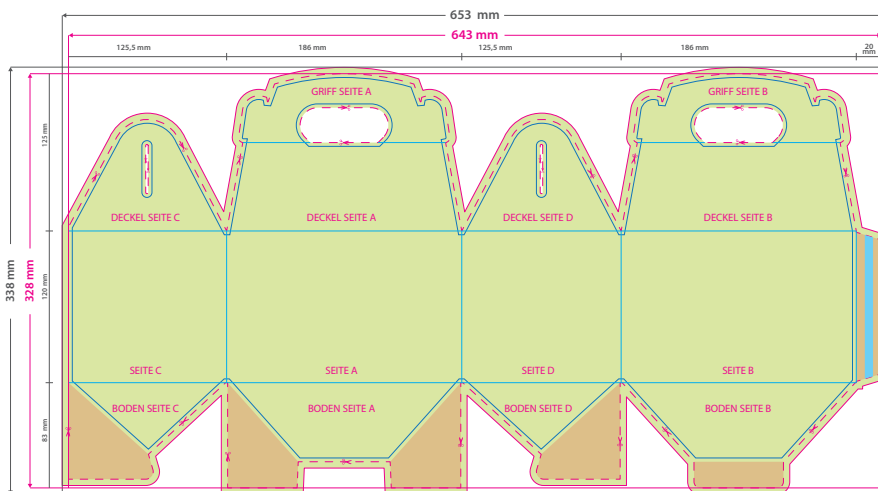 653 mm
643 mm
125,5 mm
186 mm
125,5 mm
186 mm
20
mm
GRIFF SEITE A
GRIFF SEITE B
125 mm
DECKEL SEITE C
DECKEL SEITE A
DECKEL SEITE D
DECKEL SEITE B
338 mm
328 mm
120 mm
SEITE C
SEITE A
SEITE D
SEITE B
BODEN SEITE C
BODEN SEITE A
BODEN SEITE D
BODEN SEITE B
83 mm